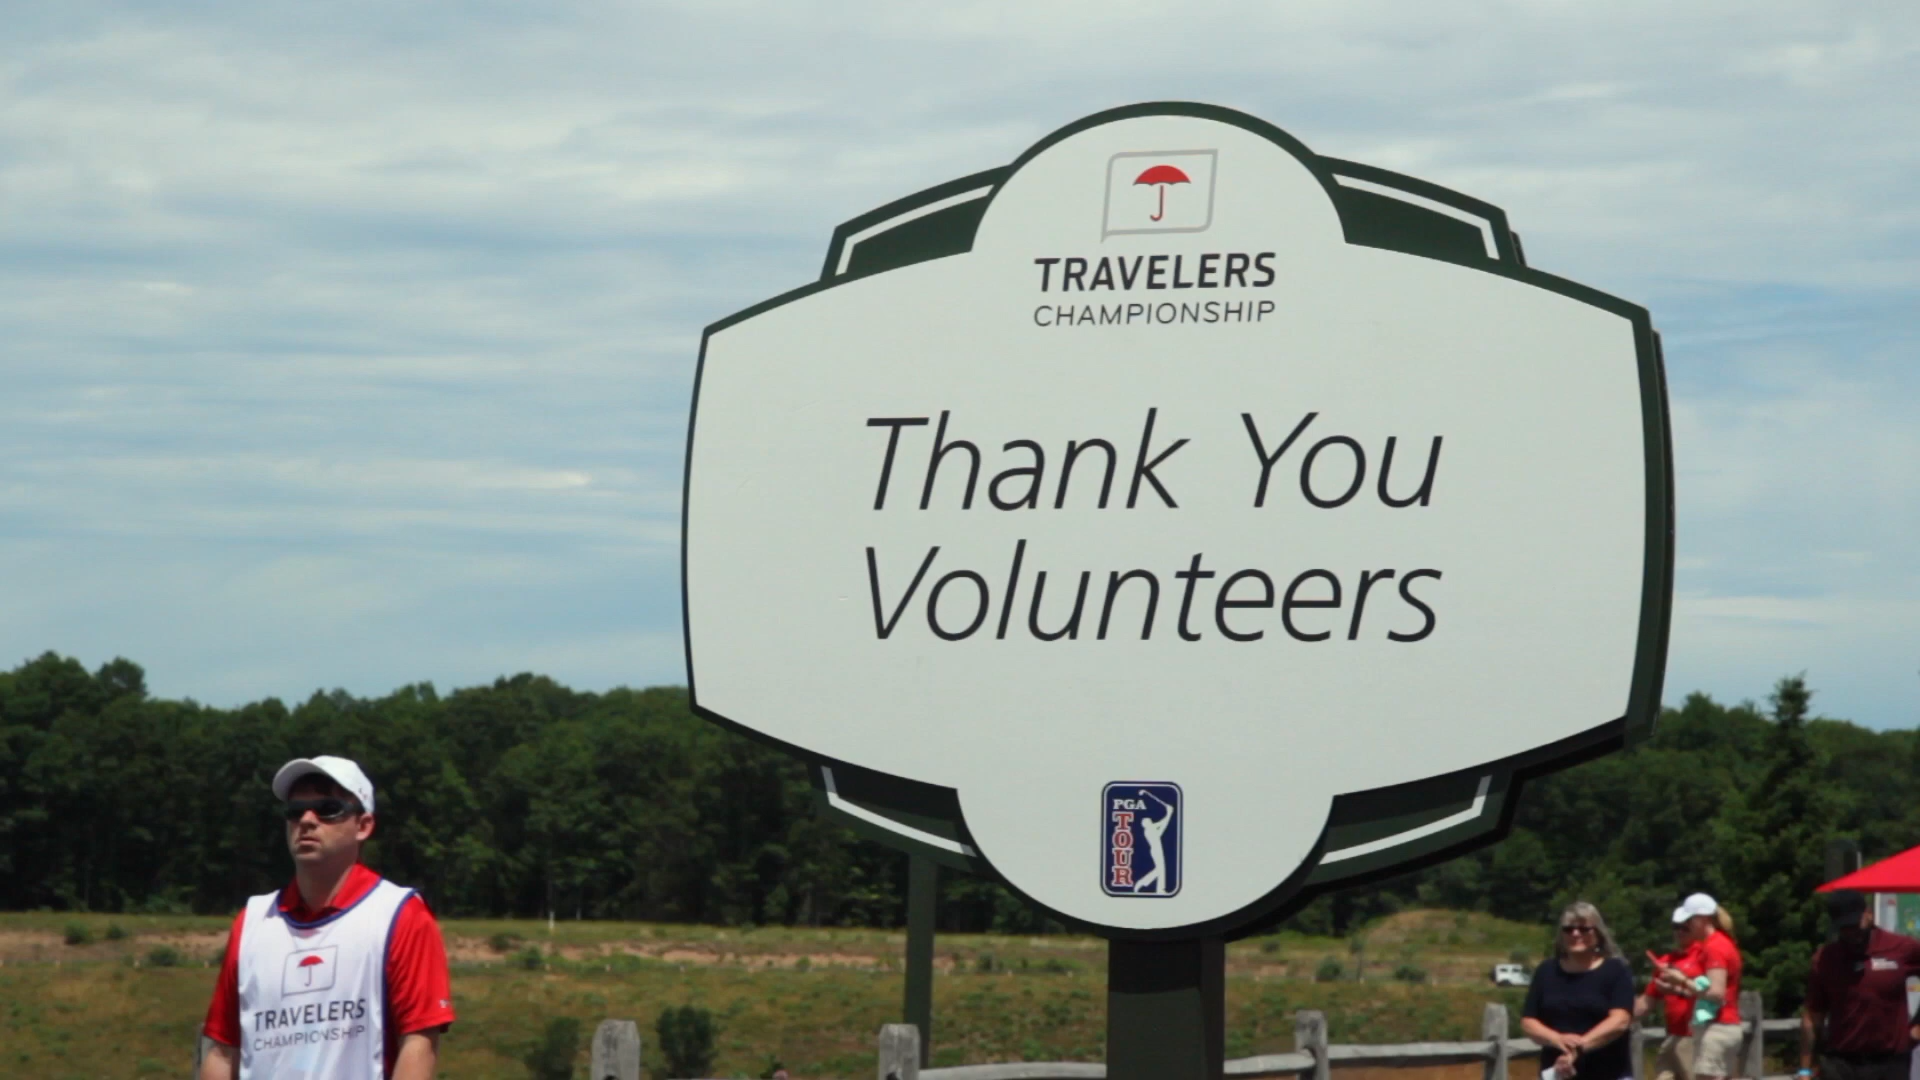 TRAVELERS
CHAMPIONSHIP
Thank You
Volunteers
PGA
TOUR
TRAVELERS
CHAMPIONSHIP